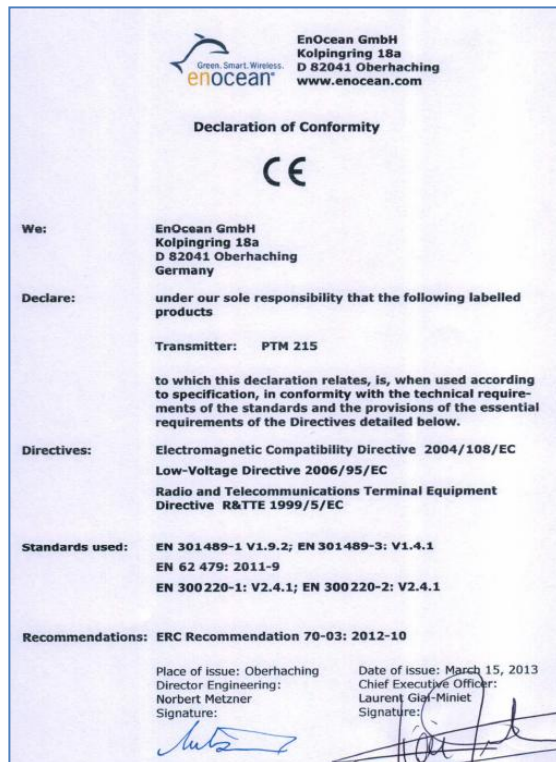 Green. Smart. Wireless.
enocean®
EnOcean GmbH
Kolpingring 18a
D 82041 Oberhaching
www.enocean.com
Declaration of Conformity
CE
We: EnOcean GmbH
Kolpingring 18a
D 82041 Oberhaching
Germany
Declare: under our sole responsibility that the following labelled
products
Transmitter: PTM 215
to which this declaration relates, is, when used according
to specification, in conformity with the technical require-
ments of the standards and the provisions of the essential
requirements of the Directives detailed below.
Directives: Electromagnetic Compatibility Directive 2004/108/EC
Low-Voltage Directive 2006/95/EC
Radio and Telecommunications Terminal Equipment
Directive R&TTE 1999/5/EC
Standards used: EN 301489-1 V1.9.2; EN 301489-3: V1.4.1
EN 62 479: 2011-9
EN 300220-1: V2.4.1; EN 300220-2: V2.4.1
Recommendations: ERC Recommendation 70-03: 2012-10
Place of issue: Oberhaching
Director Engineering:
Norbert Metzner
Signature:
Date of issue: March 15, 2013
Chief Executive Officer:
Laurent Giai-Miniet
Signature: